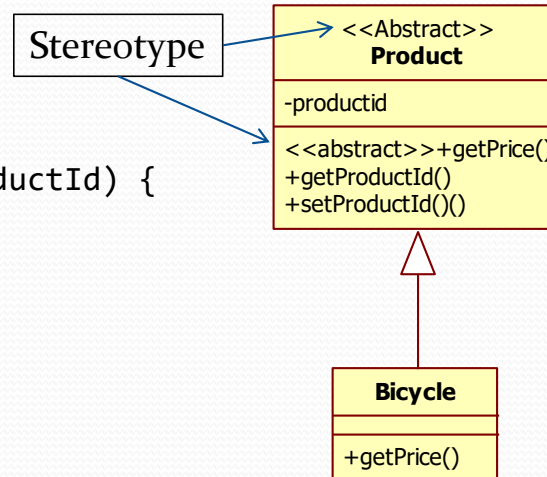 Stereotype
<<Abstract>>
Product
-productid
<<abstract>>+getPrice()
+getProductId()
+setProductId()()
ductId) {
Bicycle
+getPrice()